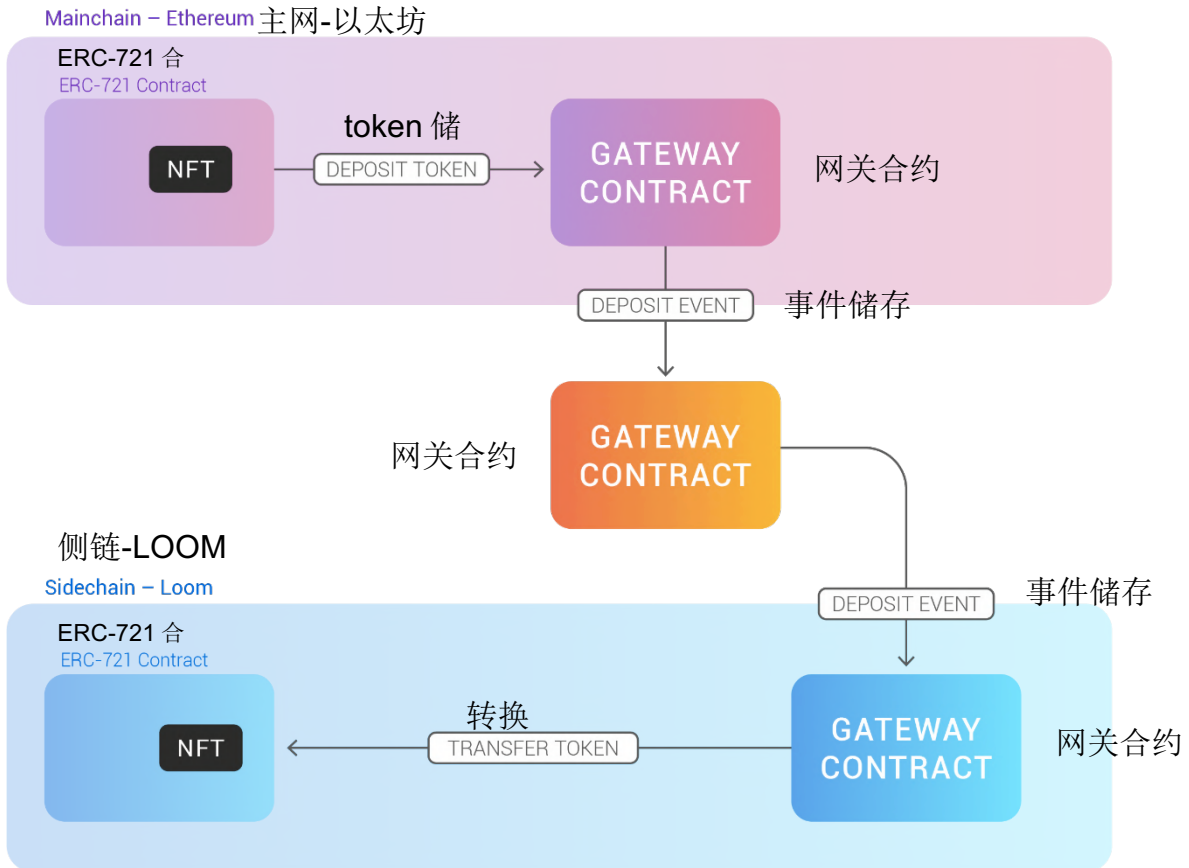 Mainchain – Ethereum 主网-以太坊
ERC-721 合
ERC-721 Contract
NFT
token 储
DEPOSIT TOKEN
GATEWAY
CONTRACT
网关合约
DEPOSIT EVENT
事件储存
网关合约
GATEWAY
CONTRACT
侧链-LOOM
Sidechain – Loom
DEPOSIT EVENT
事件储存
ERC-721 合
ERC-721 Contract
NFT
转换
TRANSFER TOKEN
GATEWAY
CONTRACT
网关合约